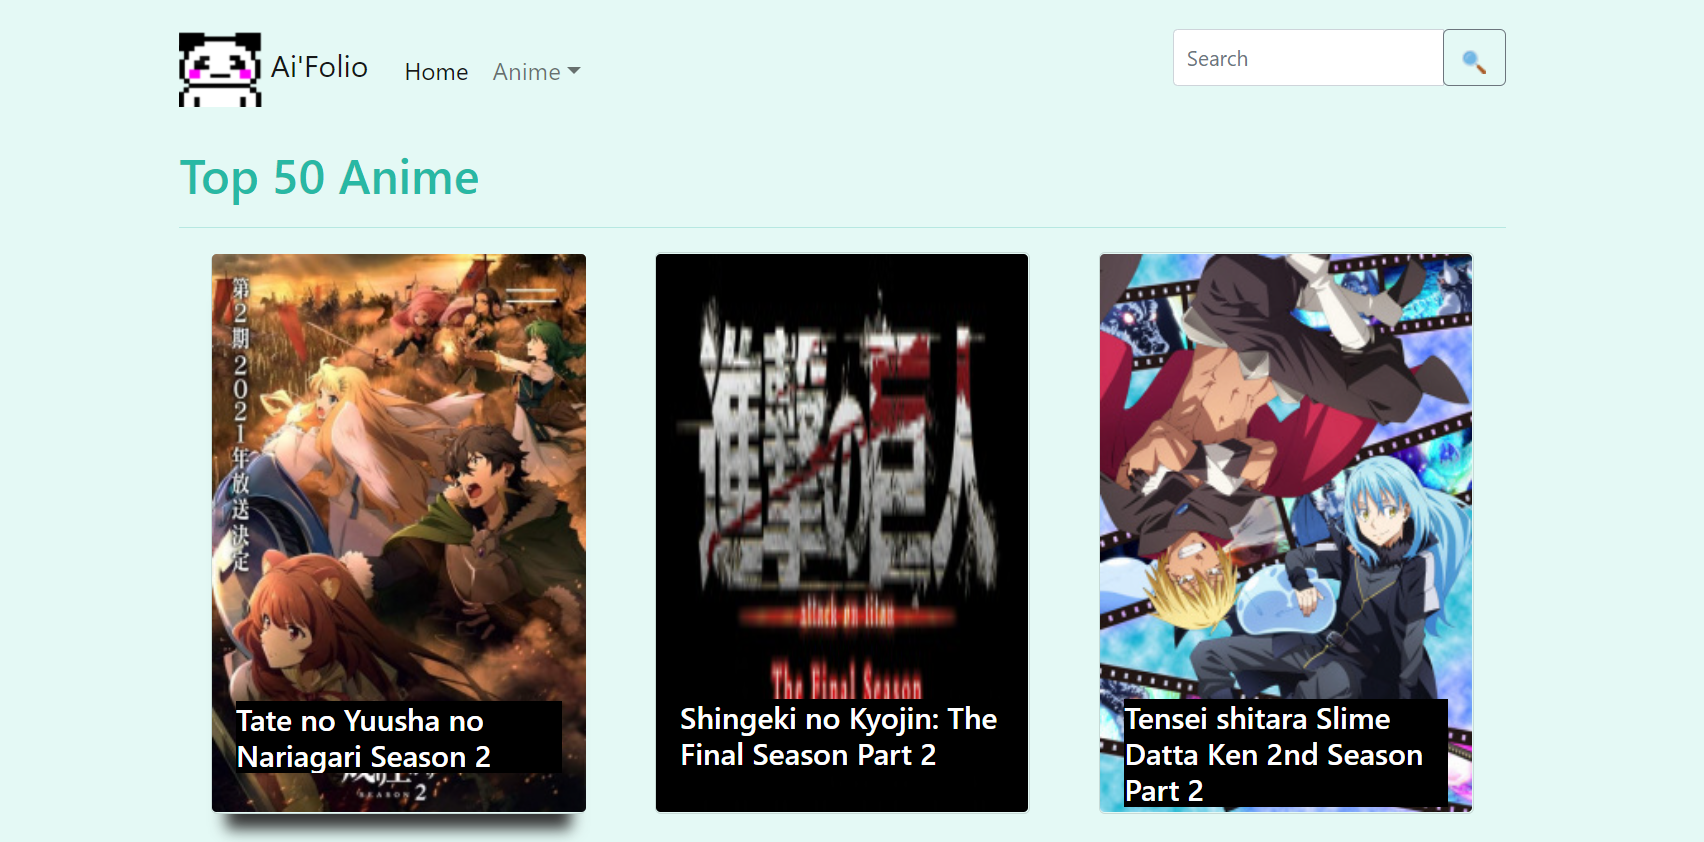 Ai'Folio
Home
Anime
Search
Top 50 Anime
第2期 2021年放送決定
進撃の巨人
attack on titan
The Final Season
Tate no Yuusha no
Nariagari Season 2
SEASON 2
Shingeki no Kyojin: The
Final Season Part 2
Tensei shitara Slime
Datta Ken 2nd Season
Part 2